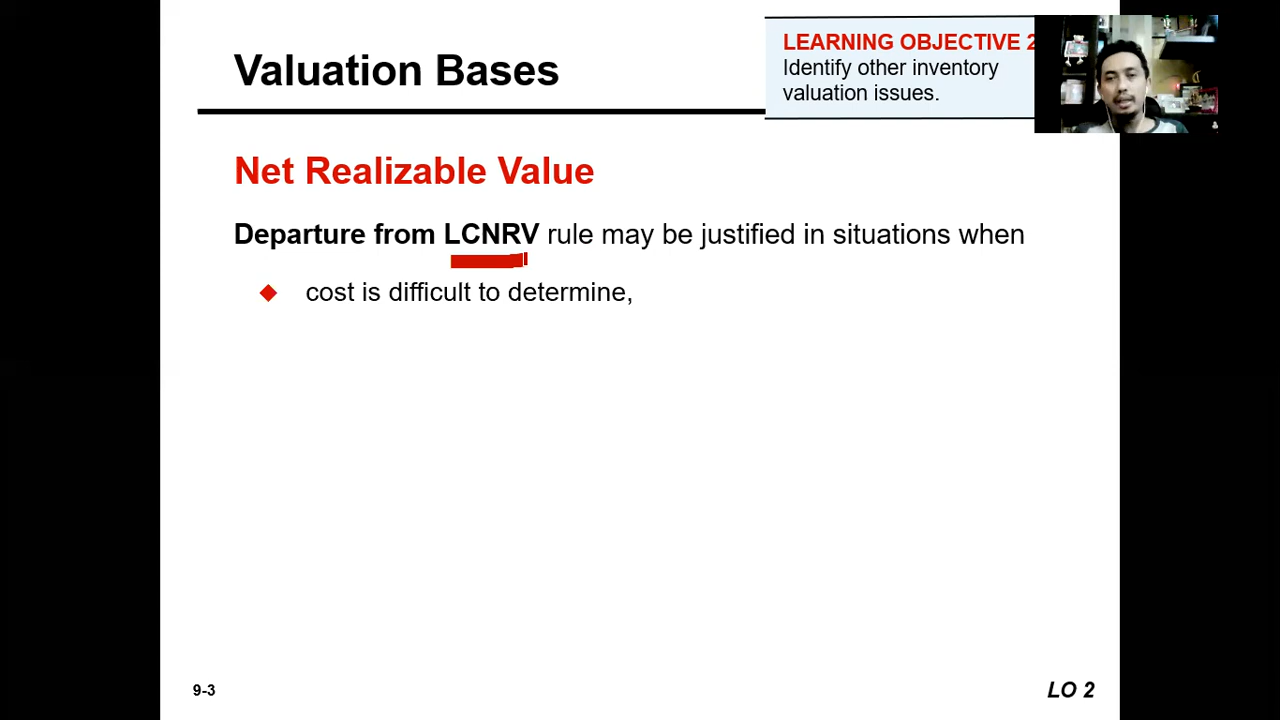 Valuation Bases
LEARNING OBJECTIVE 2
Identify other inventory
valuation issues.
Net Realizable Value
Departure from LCNRV rule may be justified in situations when
cost is difficult to determine,
9-3
LO 2